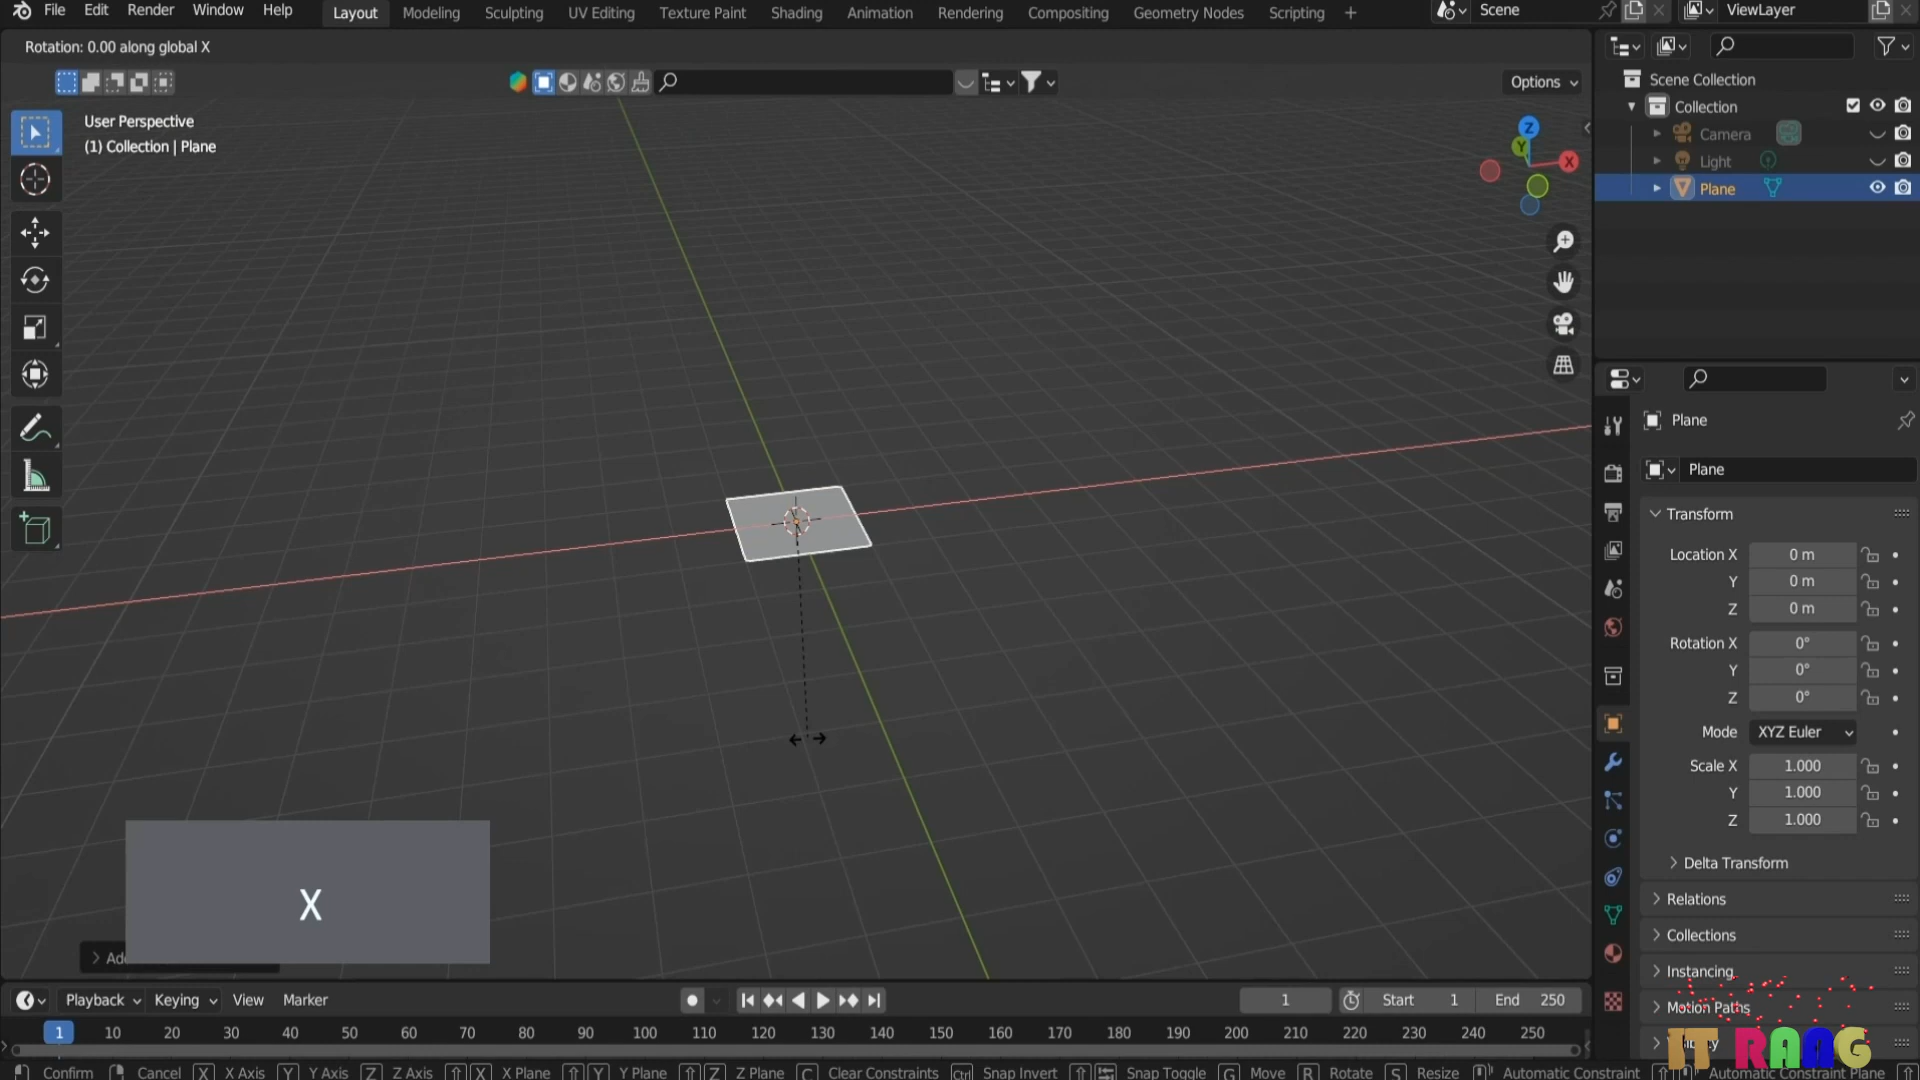 File Edit Render Window Help Layout Modeling Sculpting UV Editing Texture Paint Shading Animation Rendering Compositing Geometry Nodes Scripting + Scene ViewLayer
Rotation: 0.00 along global X
Options
User Perspective
(1) Collection | Plane
Z
Y
X
Scene Collection
Collection
Camera
Light
Plane
Plane
Plane
Transform
Location X 0 m
Y 0 m
Z 0 m
Rotation X 0°
Y 0°
Z 0°
Mode XYZ Euler
Scale X 1.000
Y 1.000
Z 1.000
Delta Transform
Relations
Collections
Instancing
Motion Paths
X
Playback Keying View Marker 1 Start 1 End 250
1 10 20 30 40 50 60 70 80 90 100 110 120 130 140 150 160 170 180 190 200 210 220 230 240 250
IT RANG
Confirm Cancel X X Axis Y Y Axis Z Z Axis X X Plane Y Y Plane Z Z Plane C Clear Constraints Ctrl Snap Invert Snap Toggle G Move R Rotate S Resize Automatic Constraint Automatic Constraint Plane